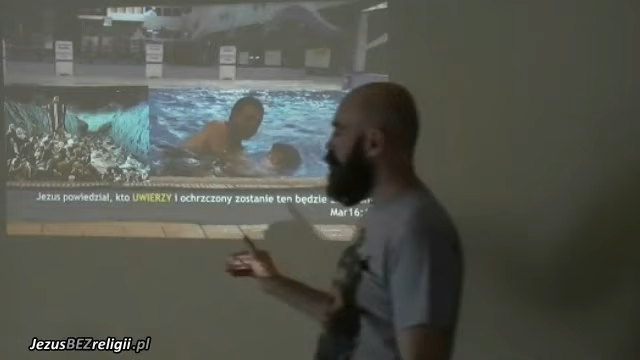 Jezus powiedział, kto UWIERZY i ochrzczony zostanie ten będzie
Mar16:
JezusBEZreligii.pl